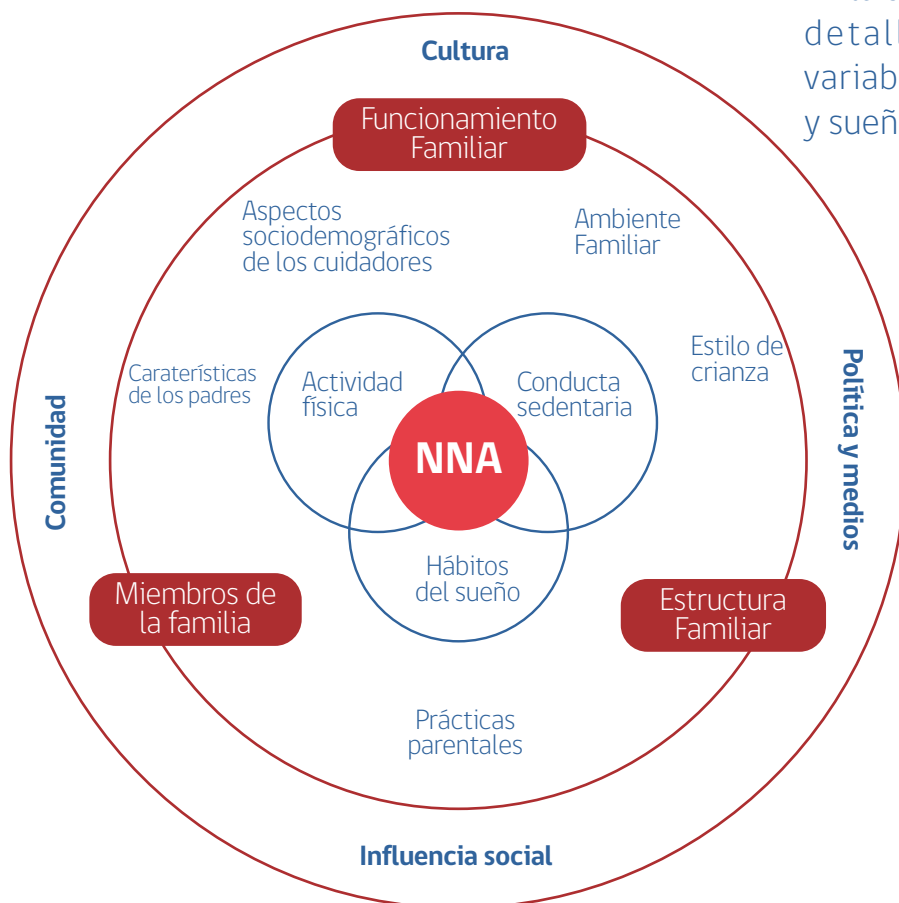 detall
variab
y sueñ
Cultura
Funcionamiento
Familiar
Aspectos
sociodemográficos
de los cuidadores
Ambiente
Familiar
Caraterísticas
de los padres
Actividad
física
Conducta
sedentaria
Estilo de
crianza
NNA
Comunidad
Política y medios
Hábitos
del sueño
Miembros de
la familia
Estructura
Familiar
Prácticas
parentales
Influencia social